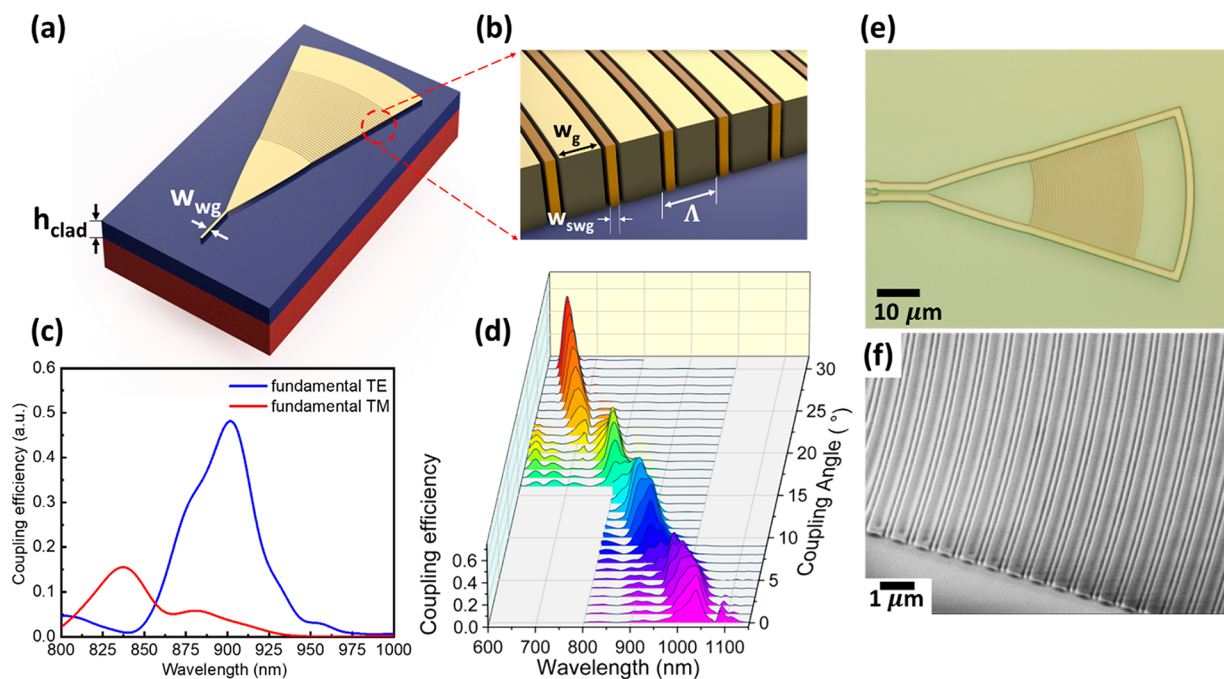 (a)
W_wg
h_clad
(b)
w_g
w_swg
Λ
(c)
0.6
0.5
0.4
0.3
0.2
0.1
0.0
Coupling efficiency (a.u.)
fundamental TE
fundamental TM
800 825 850 875 900 925 950 975 1000
Wavelength (nm)
(d)
Coupling efficiency
0.6
0.4
0.2
0.0
600 700 800 900 1000 1100
Wavelength (nm)
30
25
20
15
10
5
0
Coupling Angle (°)
(e)
10 μm
(f)
1 μm